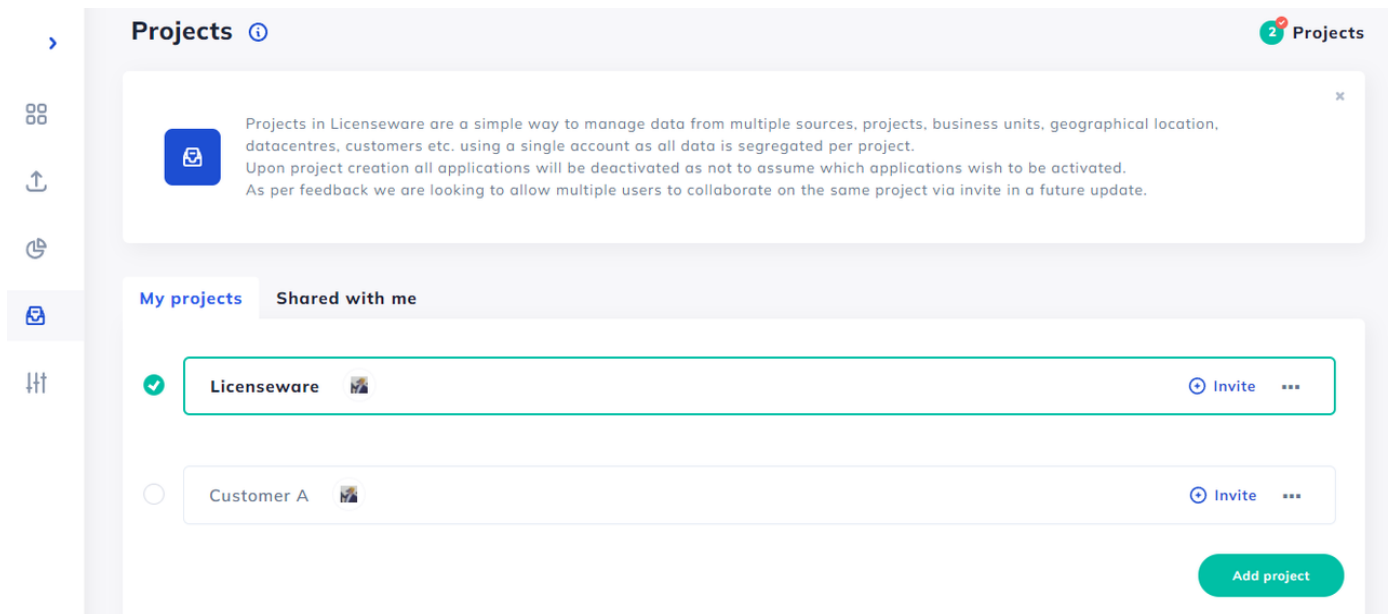 Projects
2 Projects
Projects in Licenseware are a simple way to manage data from multiple sources, projects, business units, geographical location,
datacentres, customers etc. using a single account as all data is segregated per project.
Upon project creation all applications will be deactivated as not to assume which applications wish to be activated.
As per feedback we are looking to allow multiple users to collaborate on the same project via invite in a future update.
My projects
Shared with me
Licenseware
Invite
Customer A
Invite
Add project